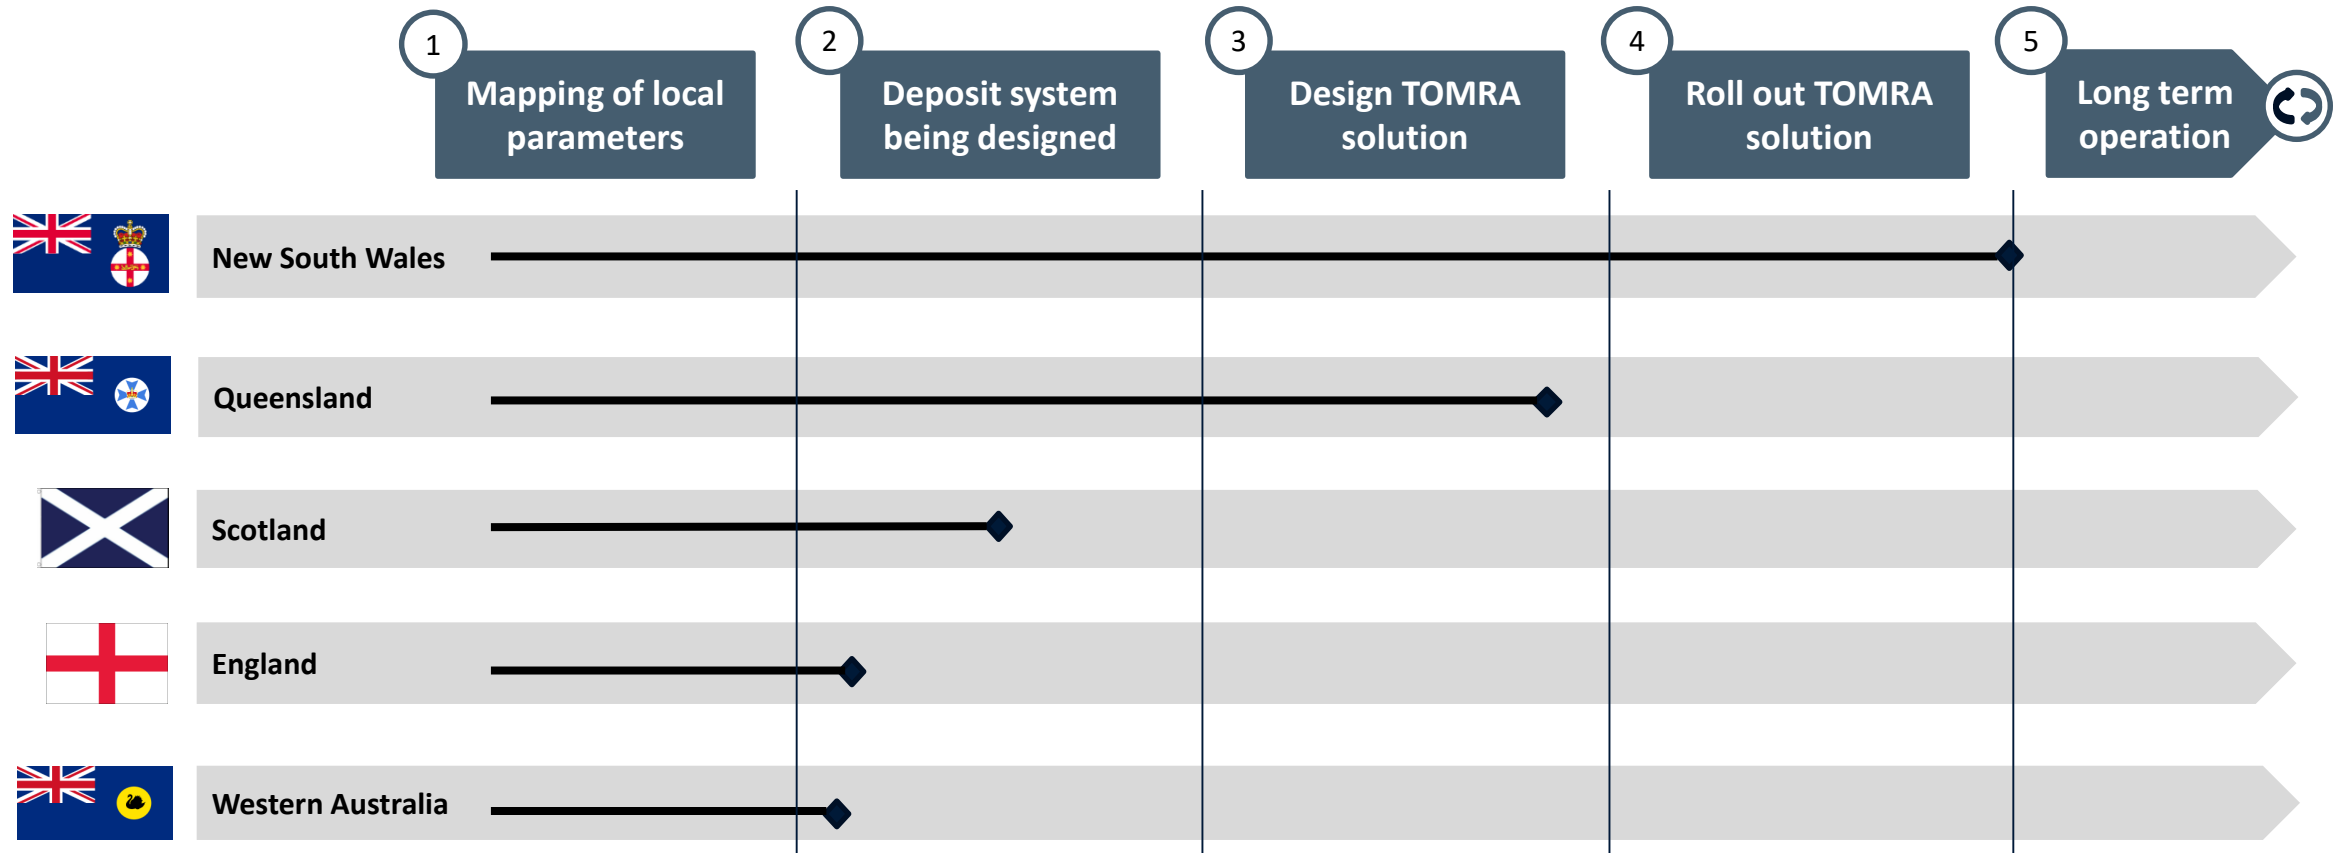 1
Mapping of local
parameters
2
Deposit system
being designed
3
Design TOMRA
solution
4
Roll out TOMRA
solution
5
Long term
operation
New South Wales
Queensland
Scotland
England
Western Australia